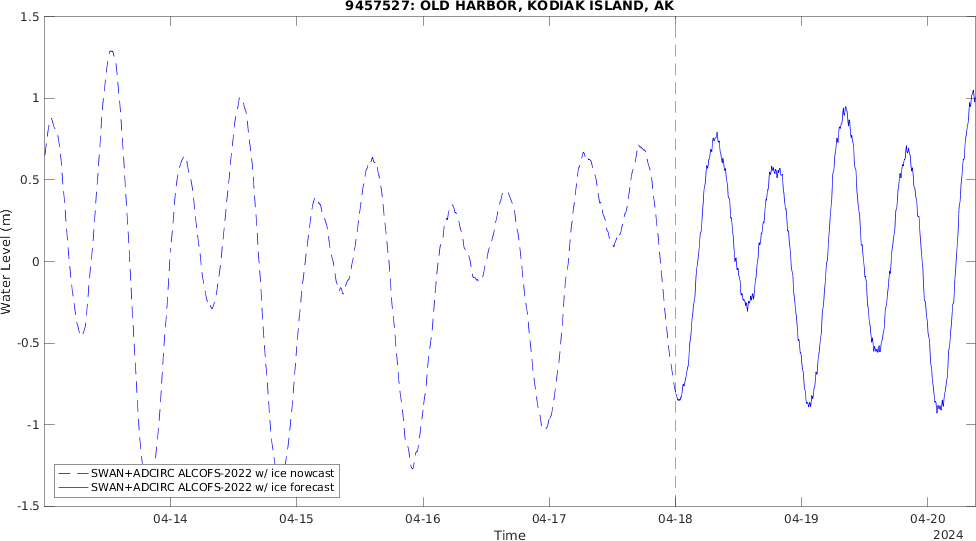 9457527: OLD HARBOR, KODIAK ISLAND, AK
1.5
1
0.5
0
-0.5
-1
-1.5
Water Level (m)
SWAN+ADCIRC ALCOFS-2022 w/ ice nowcast
SWAN+ADCIRC ALCOFS-2022 w/ ice forecast
04-14 04-15 04-16 04-17 04-18 04-19 04-20
Time
2024